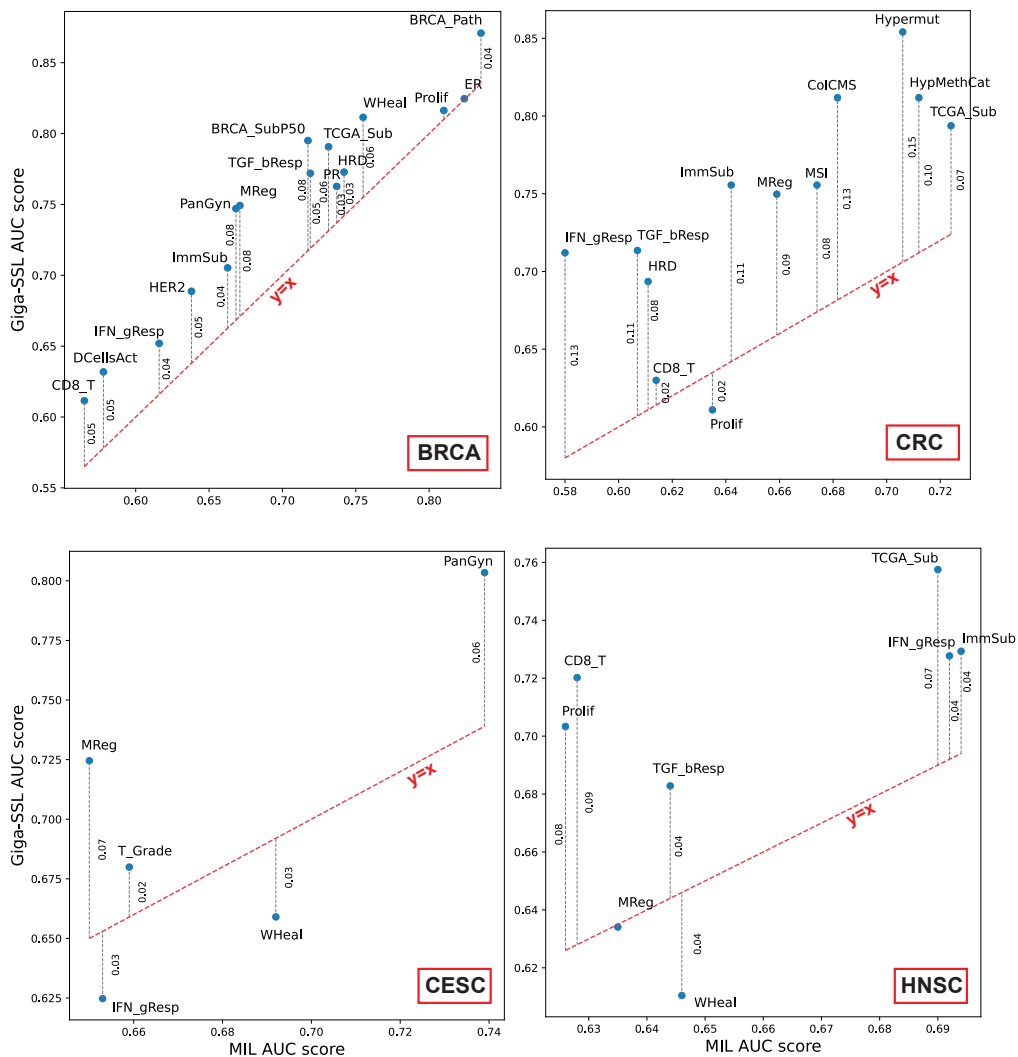 BRCA_Path
0.04
ER
Prolif
WHeal
0.06
BRCA_SubP50
TCGA_Sub
TGF_bResp
HRD
PR
0.08
0.05
0.06
0.03
0.03
PanGyn
MReg
0.08
0.08
ImmSub
0.04
HER2
0.05
IFN_gResp
0.04
DCellsAct
0.05
CD8_T
0.05
y=x
BRCA
Giga-SSL AUC score
0.85
0.80
0.75
0.70
0.65
0.60
0.55
0.60
0.65
0.70
0.75
0.80
Hypermut
0.15
HypMethCat
0.10
TCGA_Sub
0.07
ColCMS
0.13
MSI
0.08
MReg
0.09
ImmSub
0.11
TGF_bResp
0.11
HRD
0.08
IFN_gResp
0.13
CD8_T
0.02
Prolif
0.02
y=x
CRC
0.85
0.80
0.75
0.70
0.65
0.60
0.58
0.60
0.62
0.64
0.66
0.68
0.70
0.72
PanGyn
0.06
MReg
0.07
T_Grade
0.02
WHeal
0.03
IFN_gResp
0.03
y=x
CESC
Giga-SSL AUC score
0.800
0.775
0.750
0.725
0.700
0.675
0.650
0.625
0.66
0.68
0.70
0.72
0.74
MIL AUC score
TCGA_Sub
0.07
IFN_gResp
0.04
ImmSub
0.04
CD8_T
0.09
Prolif
0.08
TGF_bResp
0.04
MReg
WHeal
0.04
y=x
HNSC
0.76
0.74
0.72
0.70
0.68
0.66
0.64
0.62
0.63
0.64
0.65
0.66
0.67
0.68
0.69
MIL AUC score